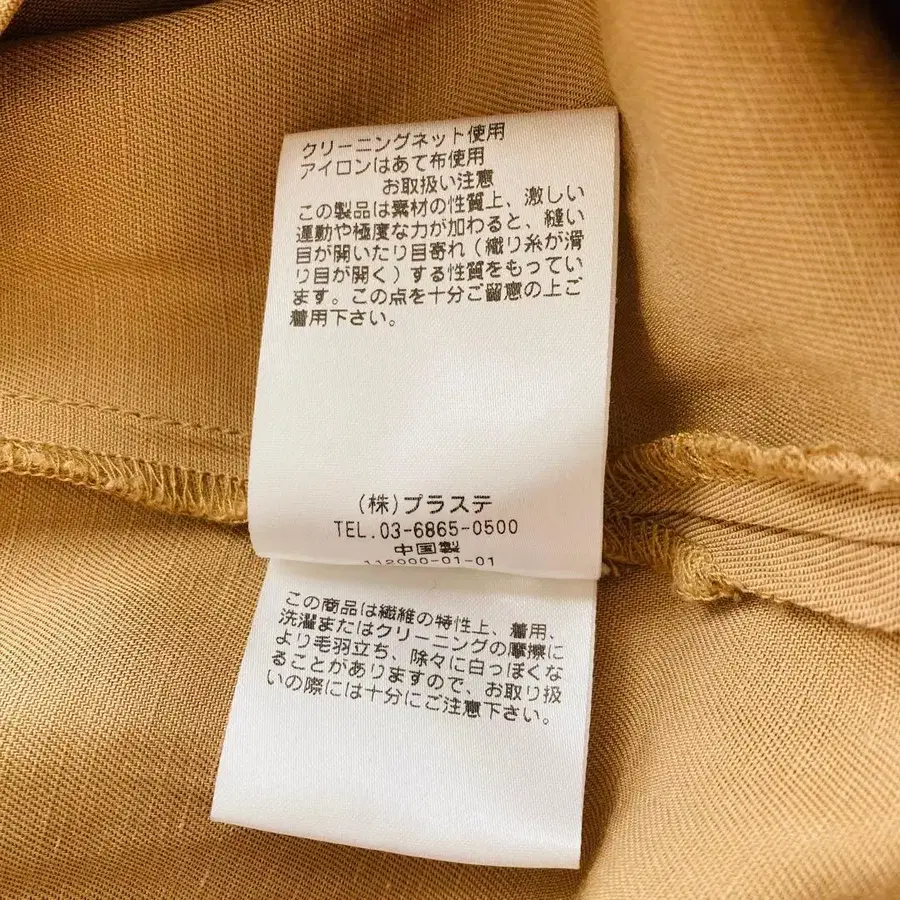 クリーニングネット使用
アイロンはあて布使用
お取扱い注意
この製品は素材の性質上、激しい
運動や極度な力が加わると、縫い
目が開いたり目寄れ（織り糸が滑
り目が開く）する性質をもってい
ます。この点を十分ご留意の上ご
着用下さい。
(株)プラステ
TEL.03-6865-0500
中国製
112000-01-01
この商品は繊維の特性上、着用、
洗濯またはクリーニングの摩擦に
より毛羽立ち、除々に白っぽくな
ることがありますので、お取り扱
いの際には十分にご注意下さい。